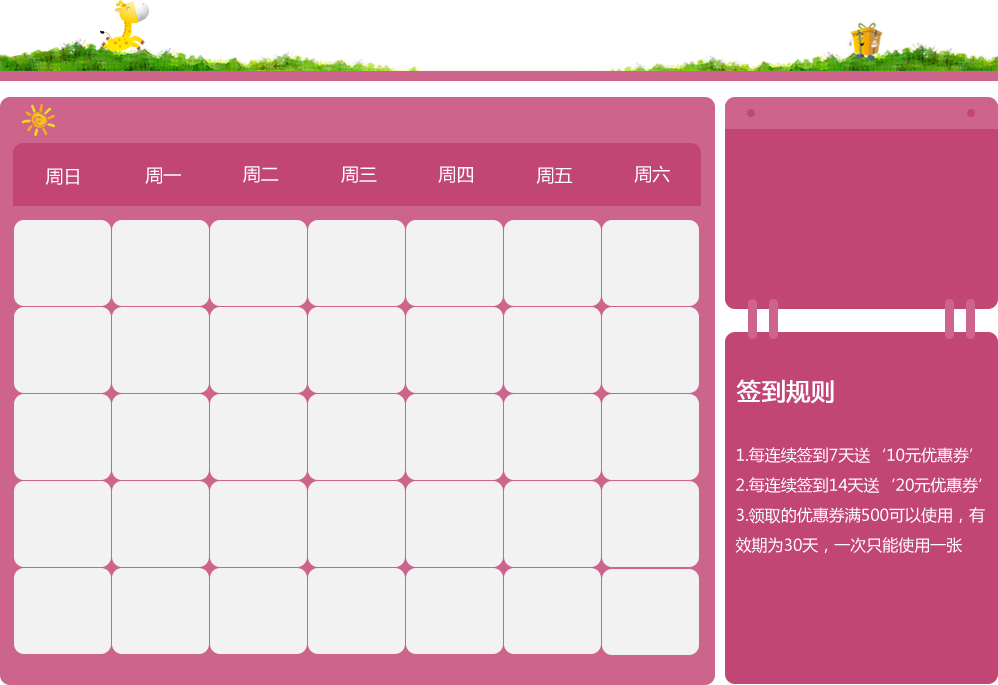 周日 周一 周二 周三 周四 周五 周六
签到规则
1.每连续签到7天送‘10元优惠券’
2.每连续签到14天送‘20元优惠券’
3.领取的优惠券满500可以使用，有
效期为30天，一次只能使用一张